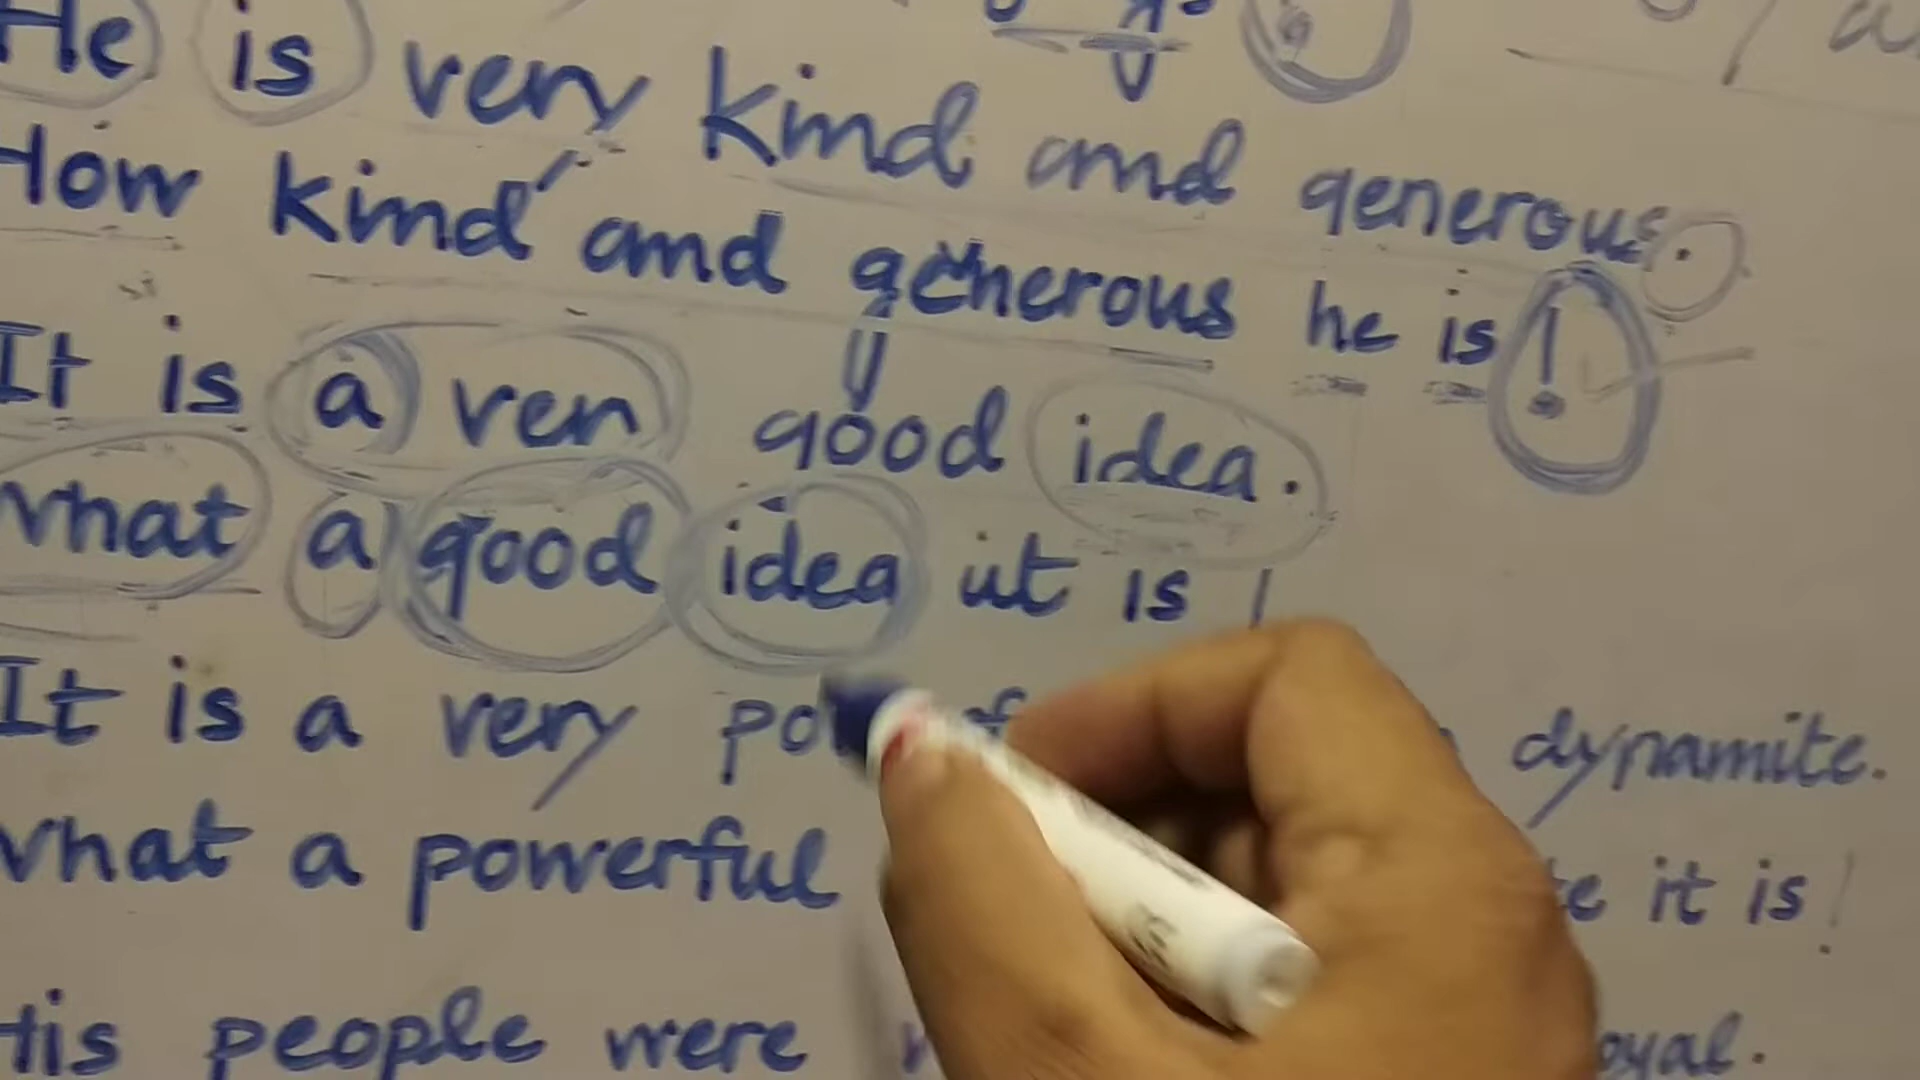 He is very kind and generous.
How kind and generous he is!
It is a very good idea.
What a good idea it is!
It is a very dynamite.
What a powerful it is!
His people were loyal.